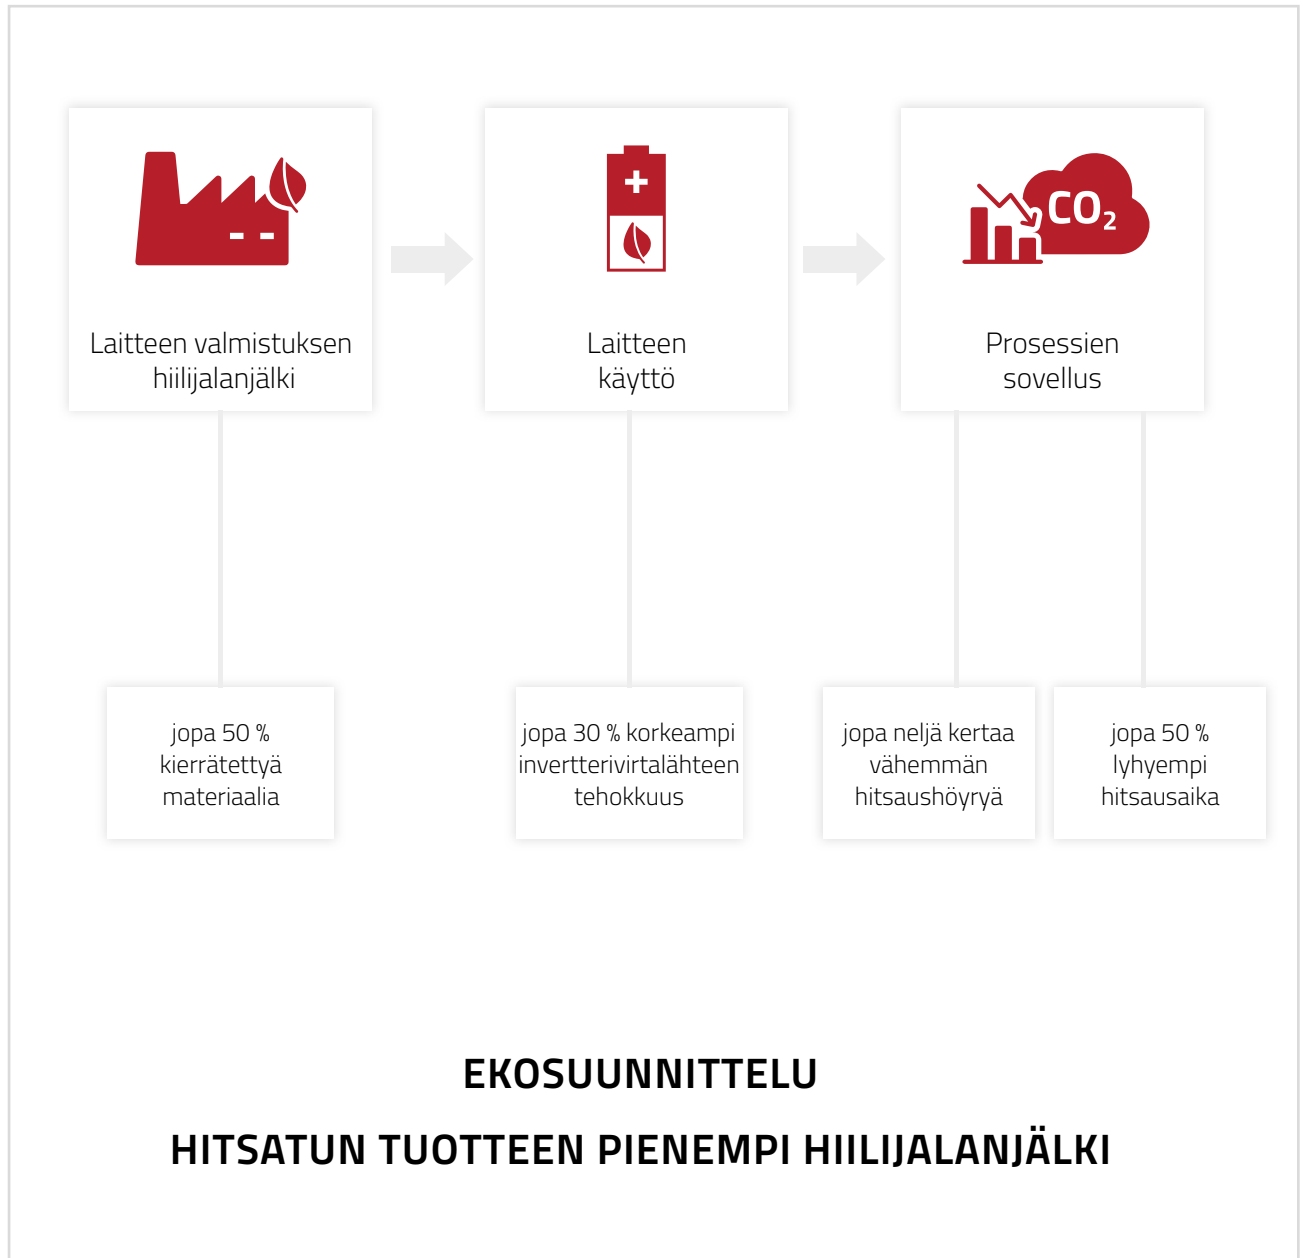 CO₂
Laitteen valmistuksen
hiilijalanjälki
Laitteen
käyttö
Prosessien
sovellus
jopa 50 %
kierrätettyä
materiaalia
jopa 30 % korkeampi
invertterivirtalähteen
tehokkuus
jopa neljä kertaa
vähemmän
hitsaushöyryä
jopa 50 %
lyhyempi
hitsausaika
EKOSUUNNITTELU
HITSATUN TUOTTEEN PIENEMPI HIILIJALANJÄLKI